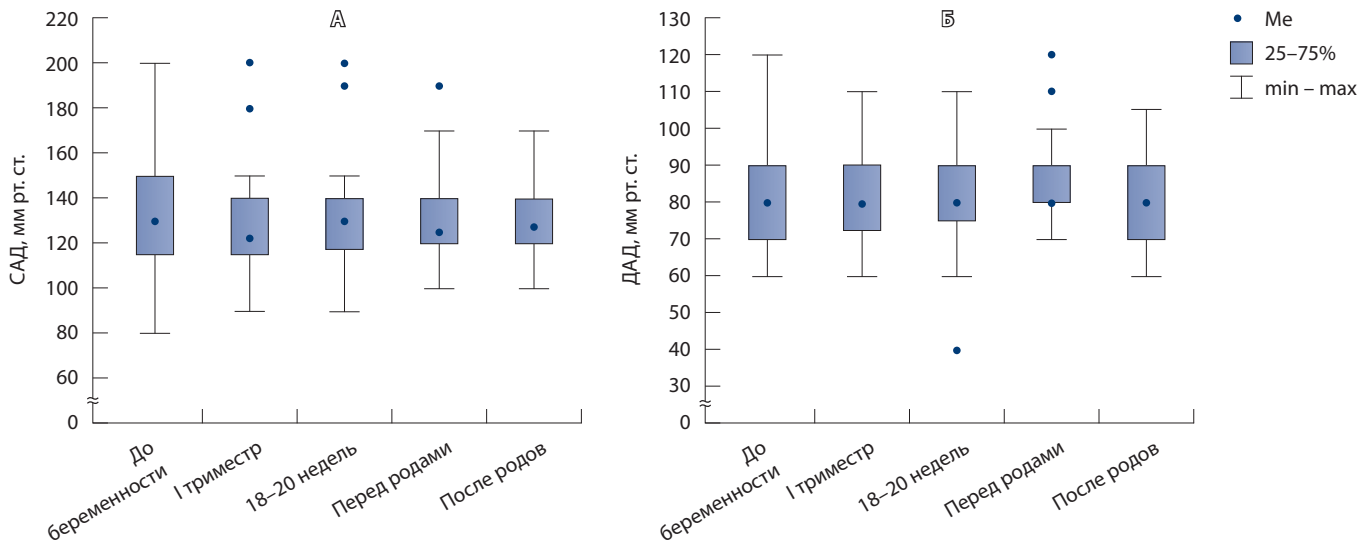 А
САД, мм рт. ст.
220
200
180
160
140
120
100
80
60
0
До
беременности
I триместр
18–20 недель
Перед родами
После родов
Б
ДАД, мм рт. ст.
130
120
110
100
90
80
70
60
50
40
30
0
До
беременности
I триместр
18–20 недель
Перед родами
После родов
Me
25–75%
min – max